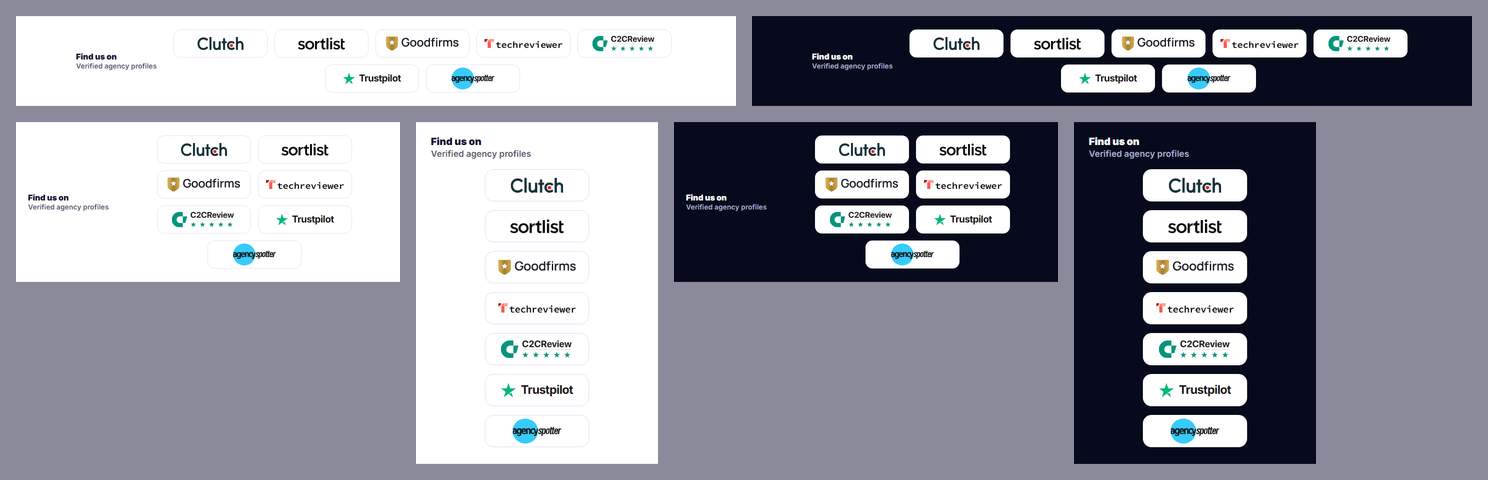 Find us on
Verified agency profiles
Clutch
sortlist
Goodfirms
techreviewer
C2CReview
Trustpilot
agencyspotter
Find us on
Verified agency profiles
Clutch
sortlist
Goodfirms
techreviewer
C2CReview
Trustpilot
agencyspotter
Find us on
Verified agency profiles
Clutch
sortlist
Goodfirms
techreviewer
C2CReview
Trustpilot
agencyspotter
Find us on
Verified agency profiles
Clutch
sortlist
Goodfirms
techreviewer
C2CReview
Trustpilot
agencyspotter
Find us on
Verified agency profiles
Clutch
sortlist
Goodfirms
techreviewer
C2CReview
Trustpilot
agencyspotter
Find us on
Verified agency profiles
Clutch
sortlist
Goodfirms
techreviewer
C2CReview
Trustpilot
agencyspotter